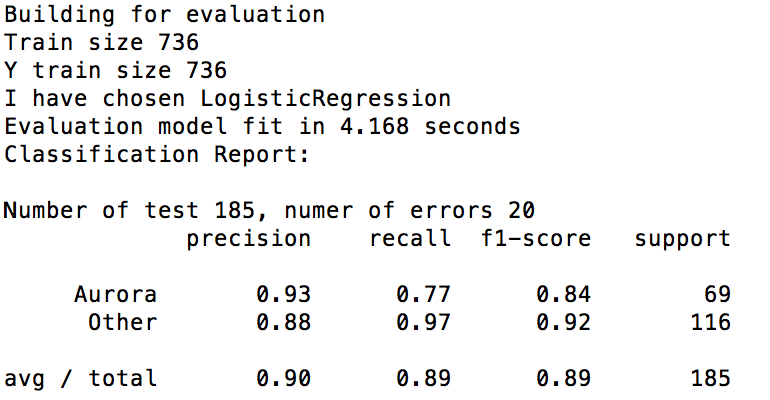 Building for evaluation
Train size 736
Y train size 736
I have chosen LogisticRegression
Evaluation model fit in 4.168 seconds
Classification Report:
Number of test 185, numer of errors 20
precision recall f1-score support
Aurora 0.93 0.77 0.84 69
Other 0.88 0.97 0.92 116
avg / total 0.90 0.89 0.89 185